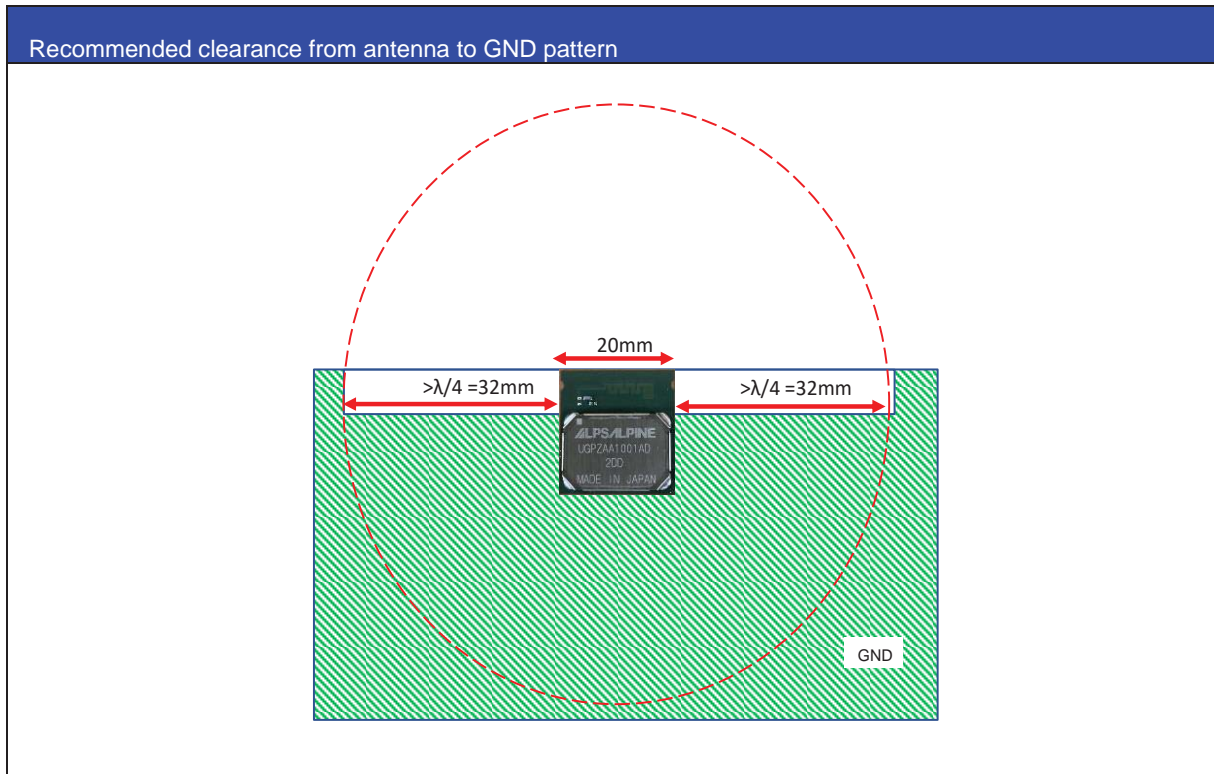 Recommended clearance from antenna to GND pattern
20mm
>λ/4 =32mm
>λ/4 =32mm
ALPSALPINE
UGPZAA1001AD
2DD
MADE IN JAPAN
GND